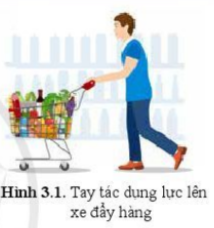 Hình 3.1. Tay tác dụng lực lên
xe đẩy hàng